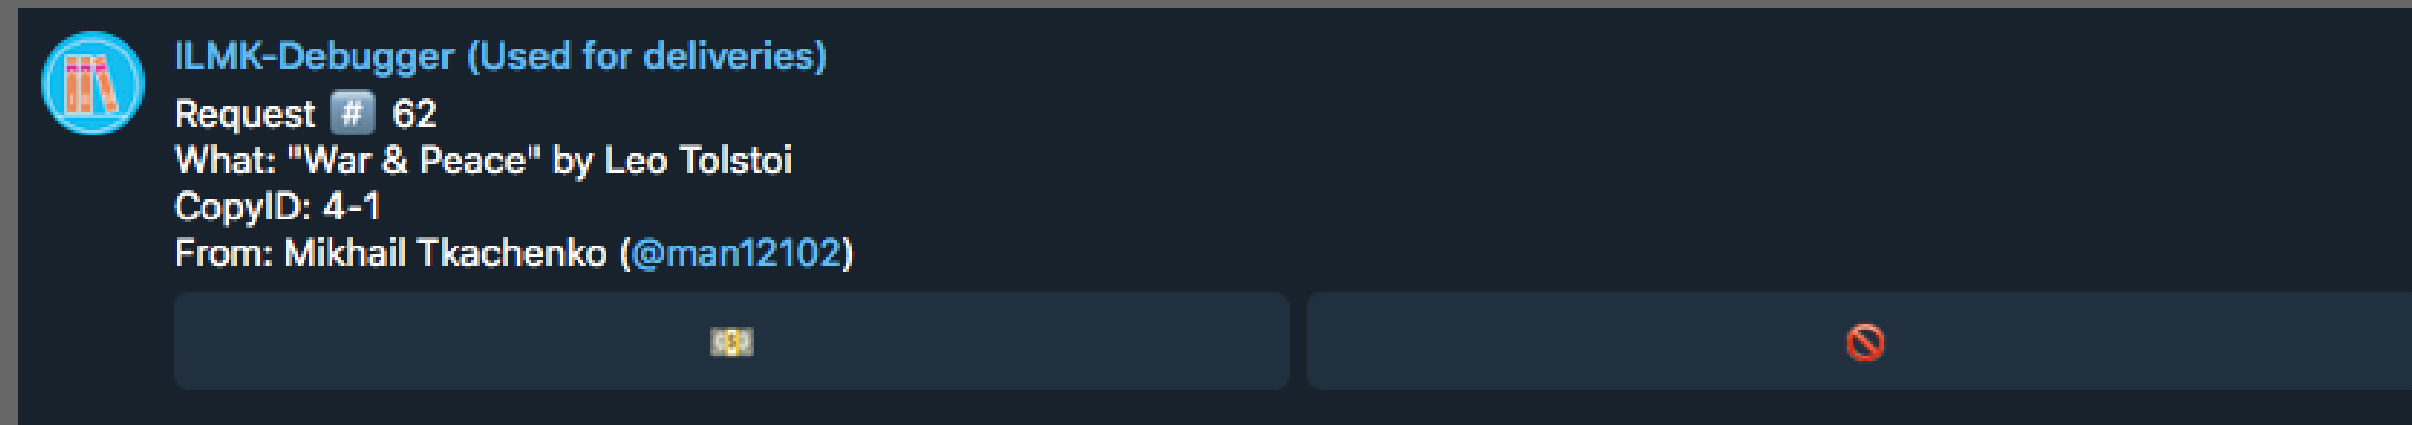 ILMK-Debugger (Used for deliveries)
Request #️⃣ 62
What: "War & Peace" by Leo Tolstoi
CopyID: 4-1
From: Mikhail Tkachenko (@man12102)